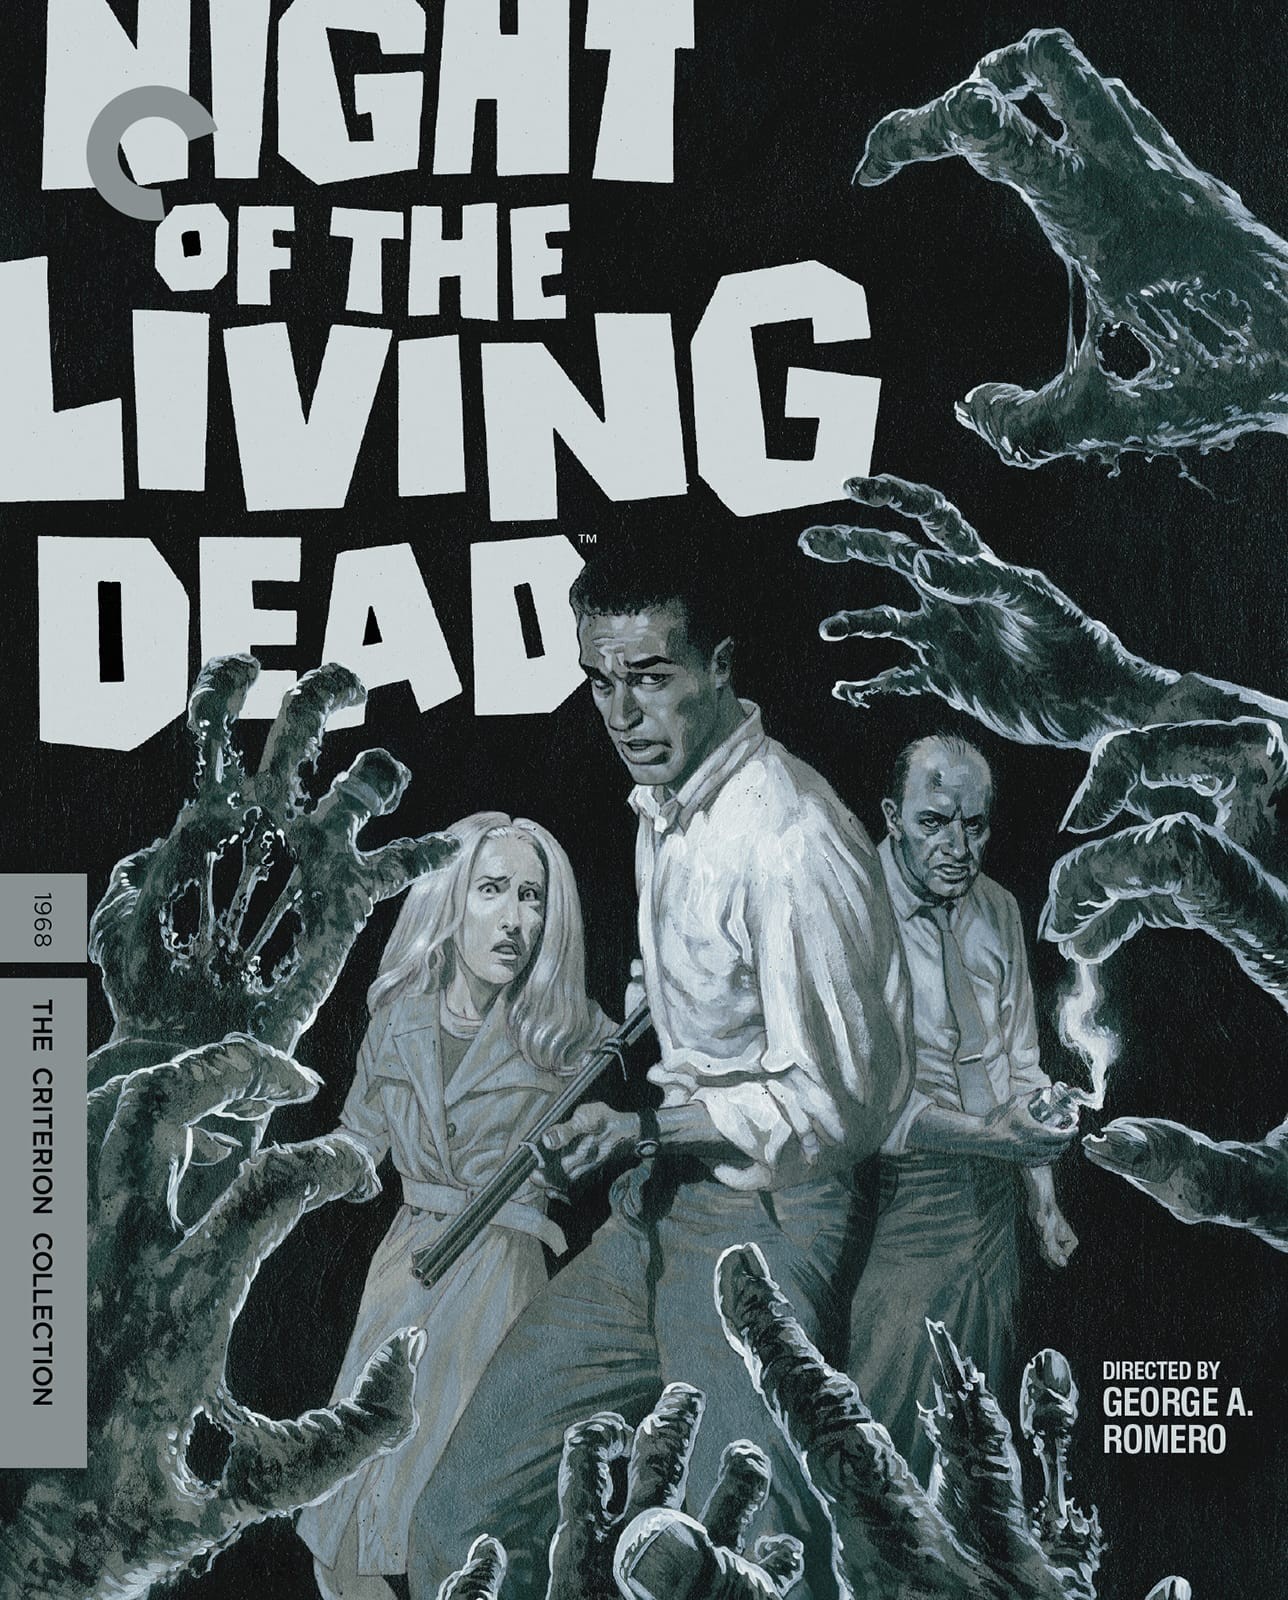 NIGHT
OF THE
LIVING
DEAD™
1968
THE CRITERION COLLECTION
DIRECTED BY
GEORGE A.
ROMERO